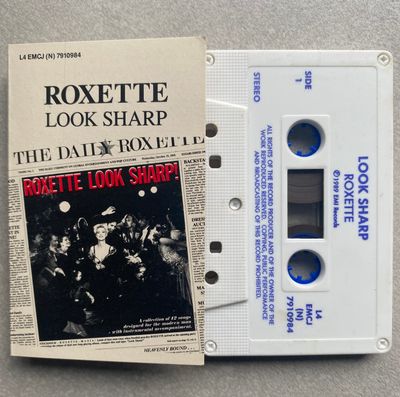 L4 EMCJ (N) 7910984
ROXETTE
LOOK SHARP
THE DAILY ROXETTE
ROXETTE LOOK SHARP!
A collection of 12 songs
designed for the modern man
- with instrumental accompaniment.
HEAVENLY BOUND...
SIDE
1
STEREO
ALL RIGHTS OF THE RECORD PRODUCER AND OF THE OWNER OF THE
WORK REPRODUCED RESERVED. COPYING, PUBLIC PERFORMANCE
AND BROADCASTING OF THIS RECORD PROHIBITED.
LOOK SHARP
ROXETTE
℗ 1989 EMI Records
L4
EMCJ
(N)
7910984